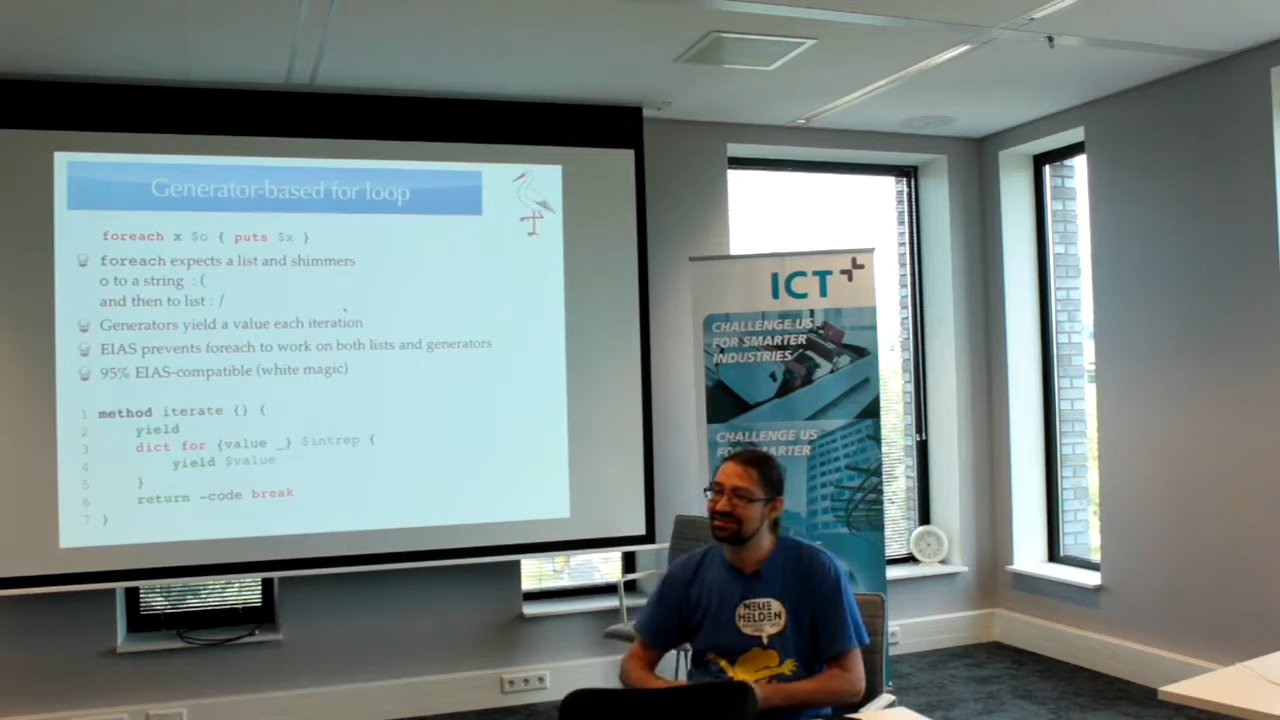 Generator-based for loop
foreach x $o { puts $x }
foreach expects a list and shimmers
o to a string :(
and then to list :/
Generators yield a value each iteration
EIAS prevents foreach to work on both lists and generators
95% EIAS-compatible (white magic)
1 method iterate {} {
2 yield
3 dict for {value _} $intrep {
4 yield $value
5 }
6 return -code break
7 }
ICT
CHALLENGE US
FOR SMARTER
INDUSTRIES
CHALLENGE US
FOR SMARTER
NEUE
HELDEN